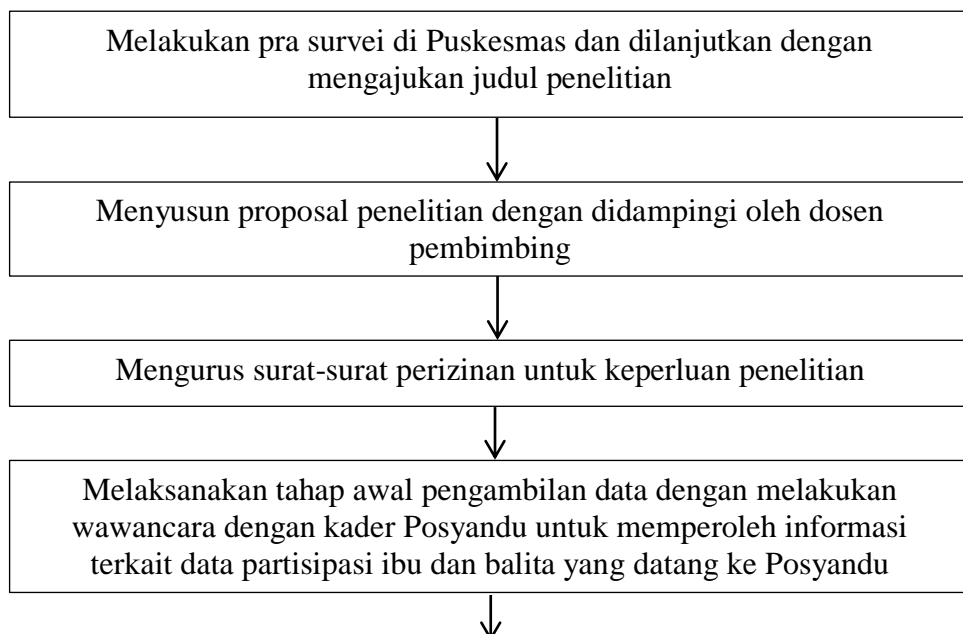 Melakukan pra survei di Puskesmas dan dilanjutkan dengan
mengajukan judul penelitian
Menyusun proposal penelitian dengan didampingi oleh dosen
pembimbing
Mengurus surat-surat perizinan untuk keperluan penelitian
Melaksanakan tahap awal pengambilan data dengan melakukan
wawancara dengan kader Posyandu untuk memperoleh informasi
terkait data partisipasi ibu dan balita yang datang ke Posyandu